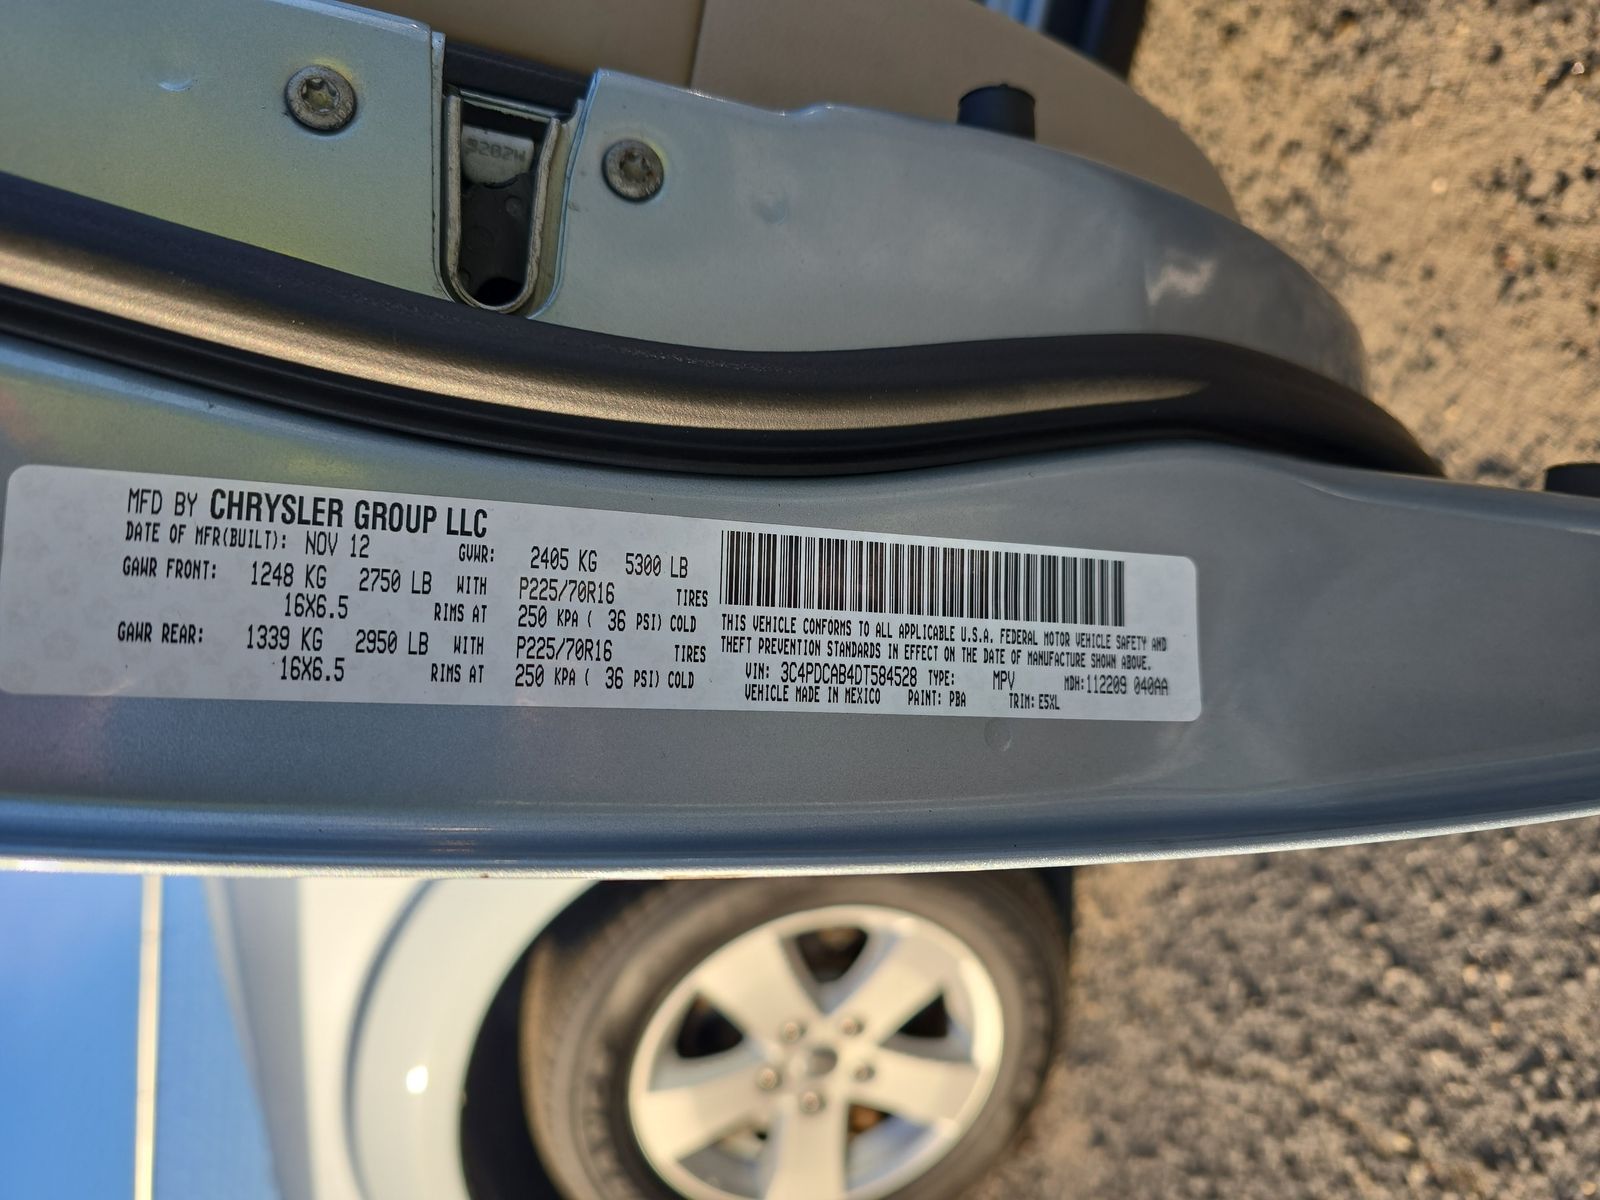 MFD BY CHRYSLER GROUP LLC
DATE OF MFR(BUILT): NOV 12 GVWR: 2405 KG 5300 LB
GAWR FRONT: 1248 KG 2750 LB WITH P225/70R16 TIRES
16X6.5 RIMS AT 250 KPA ( 36 PSI) COLD
GAWR REAR: 1339 KG 2950 LB WITH P225/70R16 TIRES
16X6.5 RIMS AT 250 KPA ( 36 PSI) COLD
THIS VEHICLE CONFORMS TO ALL APPLICABLE U.S.A. FEDERAL MOTOR VEHICLE SAFETY AND
THEFT PREVENTION STANDARDS IN EFFECT ON THE DATE OF MANUFACTURE SHOWN ABOVE.
VIN: 3C4PDCAB4DT584528 TYPE: MPV MDH:112209 040AA
VEHICLE MADE IN MEXICO PAINT: PBA TRIM: E5XL